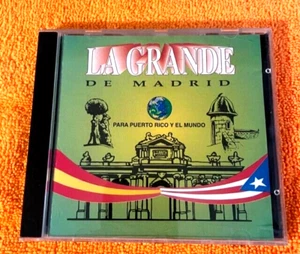 LA GRANDE
DE MADRID
PARA PUERTO RICO Y EL MUNDO